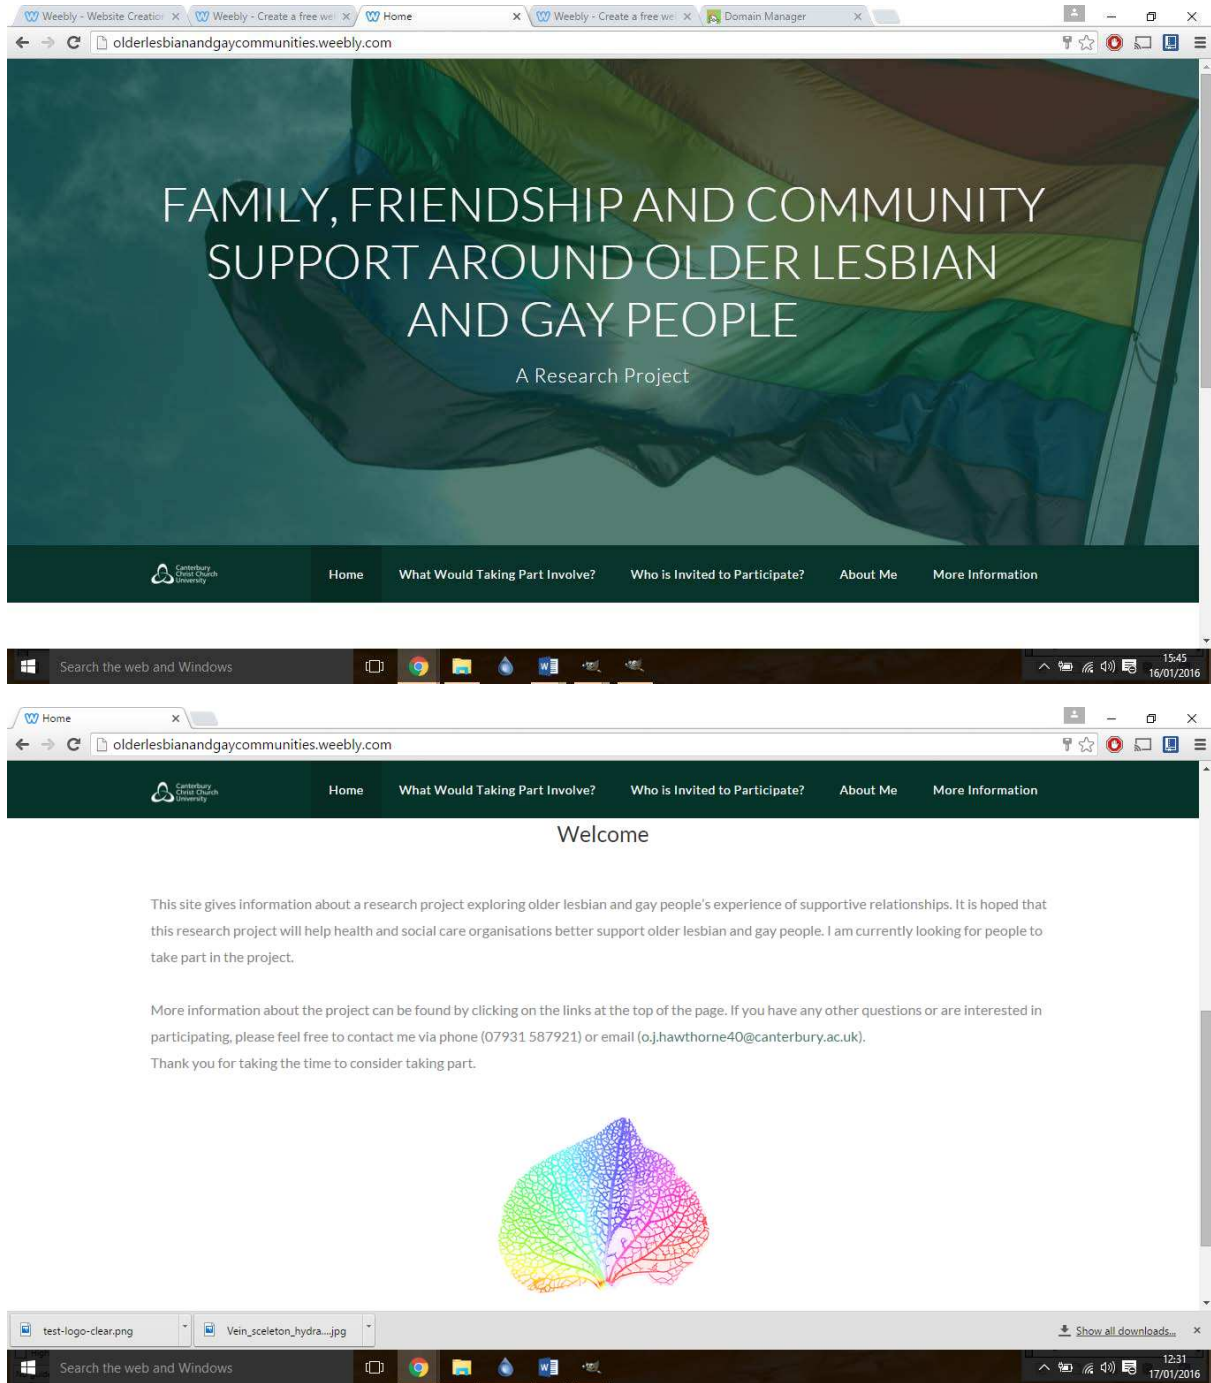 Weebly - Website Creation
Weebly - Create a free we
Home
Weebly - Create a free we
Domain Manager
olderlesbianandgaycommunities.weebly.com
FAMILY, FRIENDSHIP AND COMMUNITY
SUPPORT AROUND OLDER LESBIAN
AND GAY PEOPLE
A Research Project
Canterbury
Christ Church
University
Home
What Would Taking Part Involve?
Who is Invited to Participate?
About Me
More Information
Search the web and Windows
15:45
16/01/2016
Home
olderlesbianandgaycommunities.weebly.com
Canterbury
Christ Church
University
Home
What Would Taking Part Involve?
Who is Invited to Participate?
About Me
More Information
Welcome
This site gives information about a research project exploring older lesbian and gay people's experience of supportive relationships. It is hoped that
this research project will help health and social care organisations better support older lesbian and gay people. I am currently looking for people to
take part in the project.
More information about the project can be found by clicking on the links at the top of the page. If you have any other questions or are interested in
participating, please feel free to contact me via phone (07931 587921) or email (o.j.hawthorne40@canterbury.ac.uk).
Thank you for taking the time to consider taking part.
test-logo-clear.png
Vein_sceleton_hydra....jpg
Show all downloads...
Search the web and Windows
12:31
17/01/2016